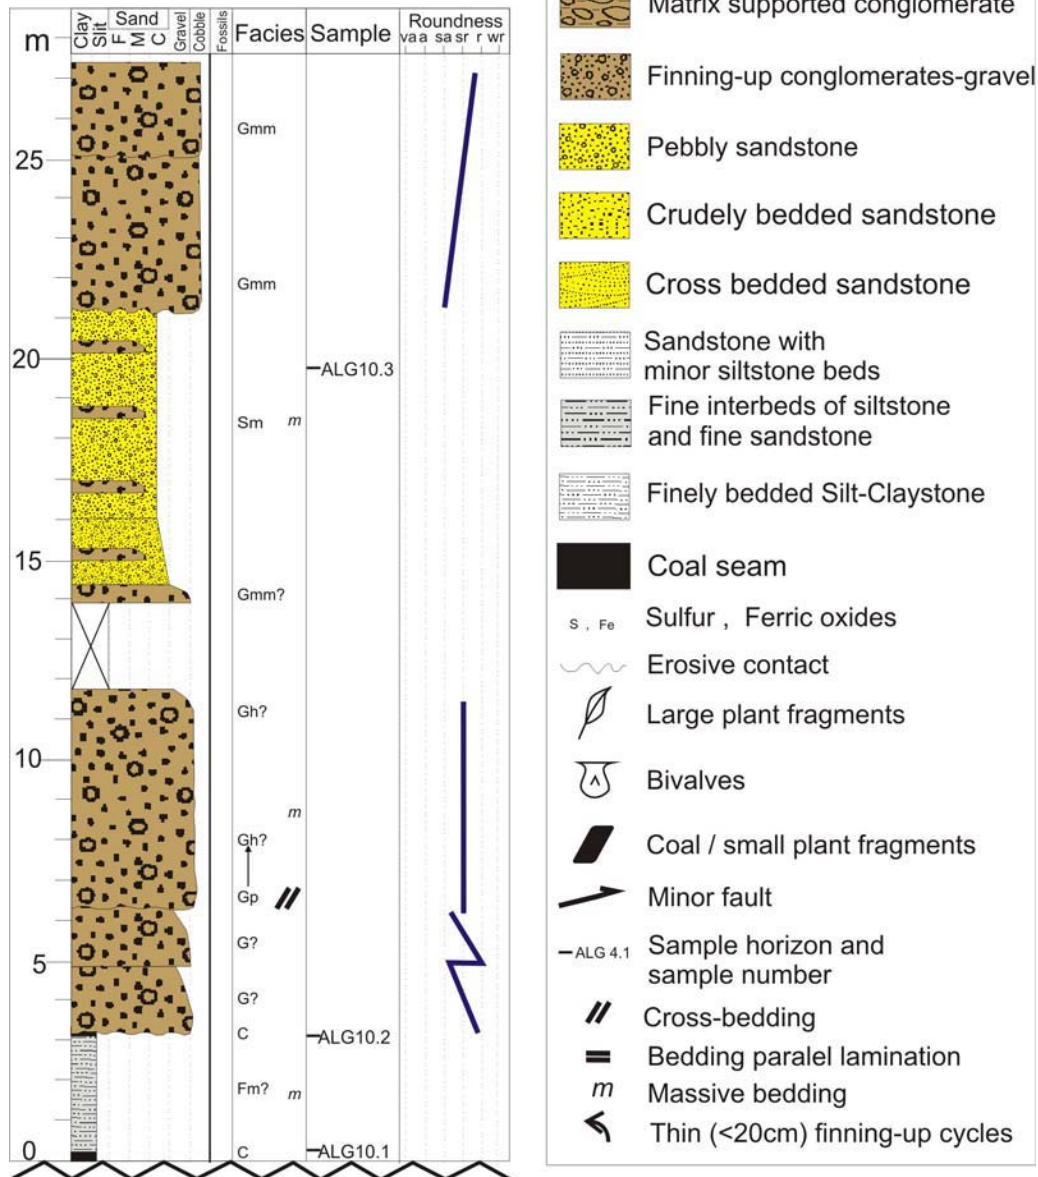 m
Clay
Slit
Sand
F
M
C
Gravel
Cobble
Fossils
Facies
Sample
Roundness
va a sa sr r wr
25
20
15
10
5
0
Gmm
Gmm
Sm
m
Gmm?
Gh?
m
Gh?
Gp
G?
G?
C
Fm?
m
C
ALG10.3
ALG10.2
ALG10.1
Matrix supported conglomerate
Finning-up conglomerates-gravel
Pebbly sandstone
Crudely bedded sandstone
Cross bedded sandstone
Sandstone with
minor siltstone beds
Fine interbeds of siltstone
and fine sandstone
Finely bedded Silt-Claystone
Coal seam
S , Fe Sulfur , Ferric oxides
Erosive contact
Large plant fragments
Bivalves
Coal / small plant fragments
Minor fault
ALG 4.1 Sample horizon and
sample number
Cross-bedding
Bedding paralel lamination
m Massive bedding
Thin (<20cm) finning-up cycles